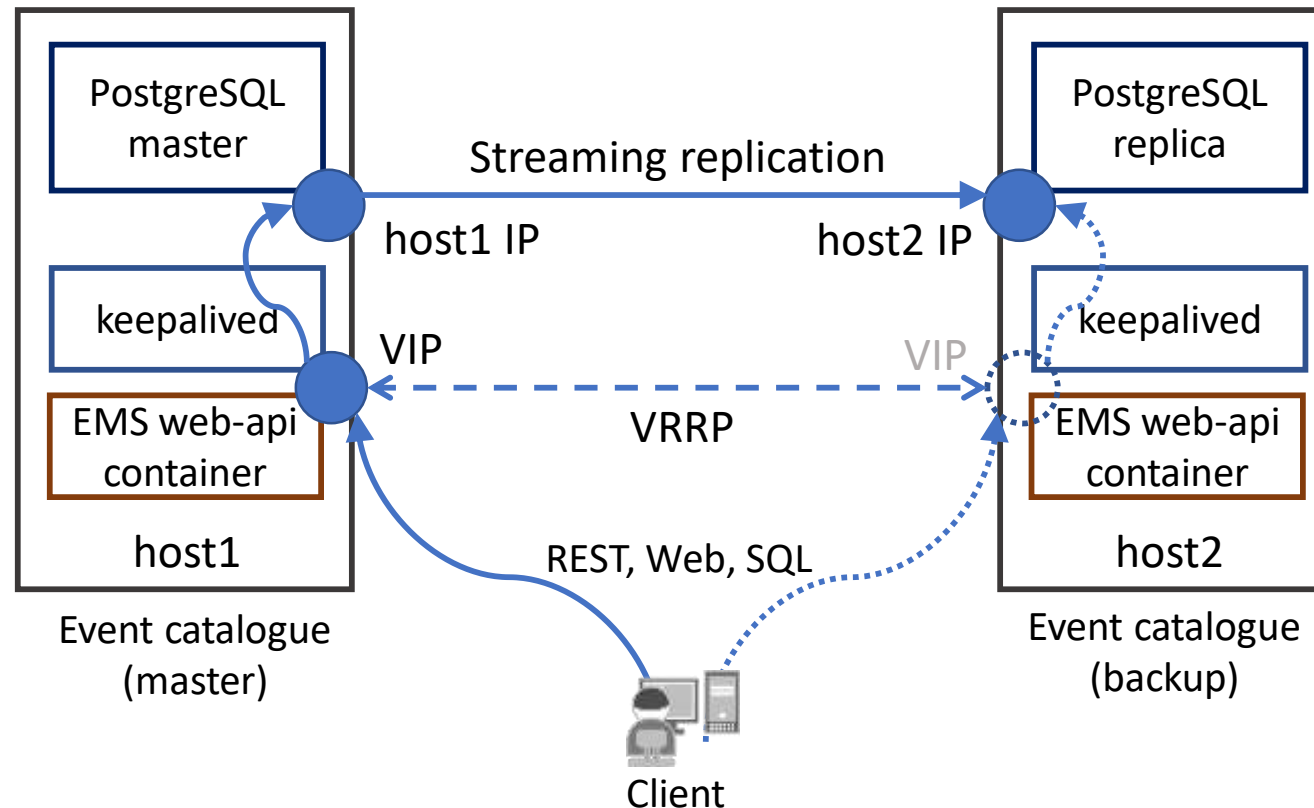 PostgreSQL
master
PostgreSQL
replica
Streaming replication
host1 IP
host2 IP
keepalived
keepalived
VIP
VIP
VRRP
EMS web-api
container
EMS web-api
container
host1
host2
REST, Web, SQL
Event catalogue
(master)
Event catalogue
(backup)
Client